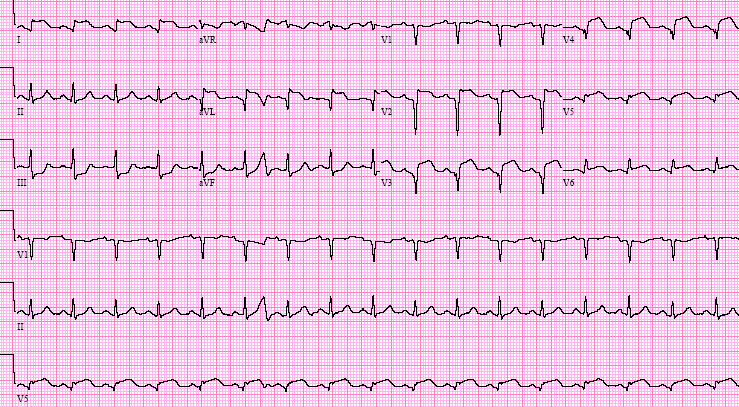 I aVR V1 V4
II aVL V2 V5
III aVF V3 V6
V1
II
V5